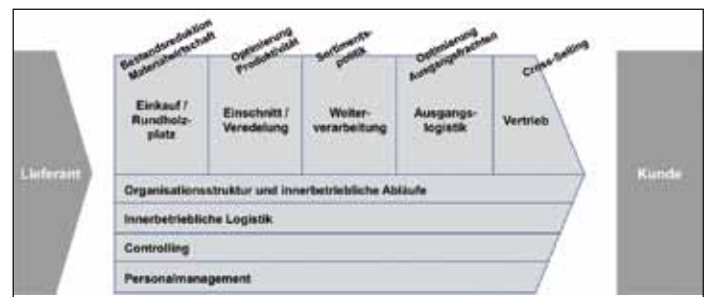 Bestandsreduktion
Materialwirtschaft
Optimierung
Produktivität
Sortiments-
politik
Optimierung
Ausgangsfrachten
Cross-Selling
Einkauf /
Rundholz-
platz
Einschnitt /
Veredelung
Weiter-
verarbeitung
Ausgangs-
logistik
Vertrieb
Lieferant
Kunde
Organisationsstruktur und innerbetriebliche Abläufe
Innerbetriebliche Logistik
Controlling
Personalmanagement